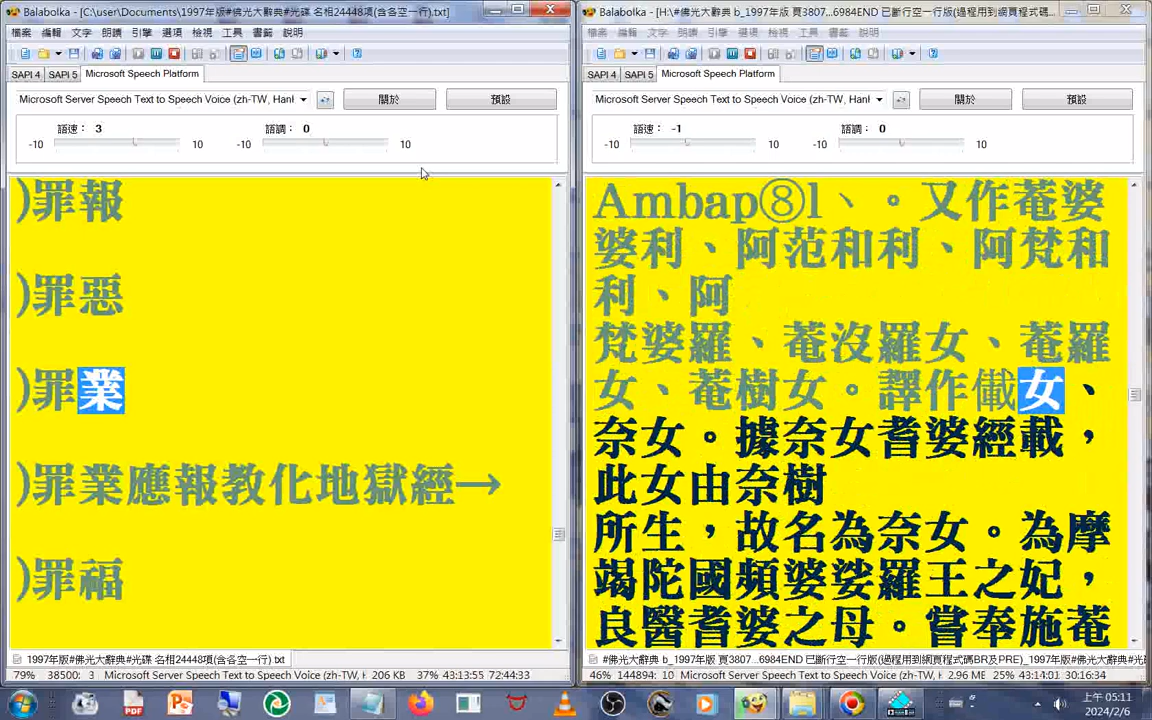 Balabolka - [C:\user\Documents\1997年版#佛光大辭典#光碟 名相24448項(含各空一行).txt]
檔案 編輯 文字 朗讀 引擎 選項 檢視 工具 書籤 說明
SAPI 4 SAPI 5 Microsoft Speech Platform
Microsoft Server Speech Text to Speech Voice (zh-TW, Hanl
關於
預設
語速： 3
語調： 0
-10 10 -10 10
)罪報
)罪惡
)罪業
)罪業應報教化地獄經→
)罪福
1997年版#佛光大辭典#光碟 名相24448項(含各空一行).txt
79% 38500: 3 Microsoft Server Speech Text to Speech Voice (zh-TW, H 206 KB 37% 43:13:55 72:44:33
Balabolka - [H:\#佛光大辭典 b_1997年版 頁3807...6984END 已斷行空一行版(過程用到網頁程式碼...
檔案 編輯 文字 朗讀 引擎 選項 檢視 工具 書籤 說明
SAPI 4 SAPI 5 Microsoft Speech Platform
Microsoft Server Speech Text to Speech Voice (zh-TW, Hanl
關於
預設
語速： -1
語調： 0
-10 10 -10 10
Ambap⑧l丶。又作菴婆
婆利、阿范和利、阿梵和
利、阿
梵婆羅、菴沒羅女、菴羅
女、菴樹女。譯作㒗女、
奈女。據奈女耆婆經載，
此女由奈樹
所生，故名為奈女。為摩
竭陀國頻婆娑羅王之妃，
良醫耆婆之母。嘗奉施菴
#佛光大辭典 b_1997年版 頁3807...6984END 已斷行空一行版(過程用到網頁程式碼BR及PRE)_1997年版#佛光
46% 144894: 10 Microsoft Server Speech Text to Speech Voice (zh-TW, H 2.96 MB 25% 43:14:01 30:16:34
上午 05:11
2024/2/6